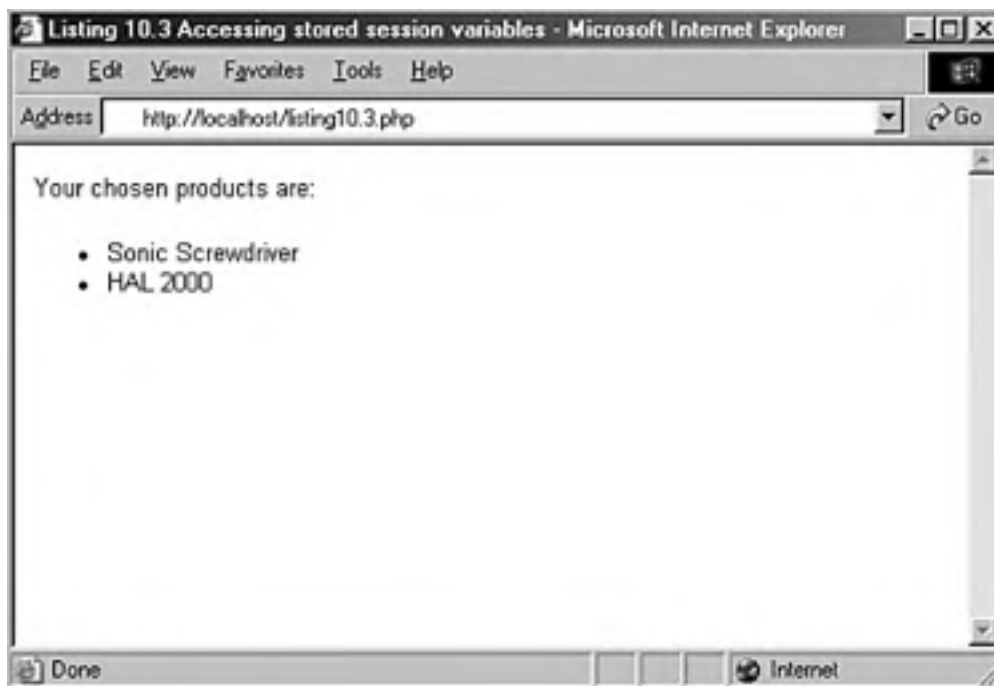 Listing 10.3 Accessing stored session variables - Microsoft Internet Explorer
File Edit View Favorites Tools Help
Address http://localhost/listing10.3.php Go
Your chosen products are:
• Sonic Screwdriver
• HAL 2000
Done Internet